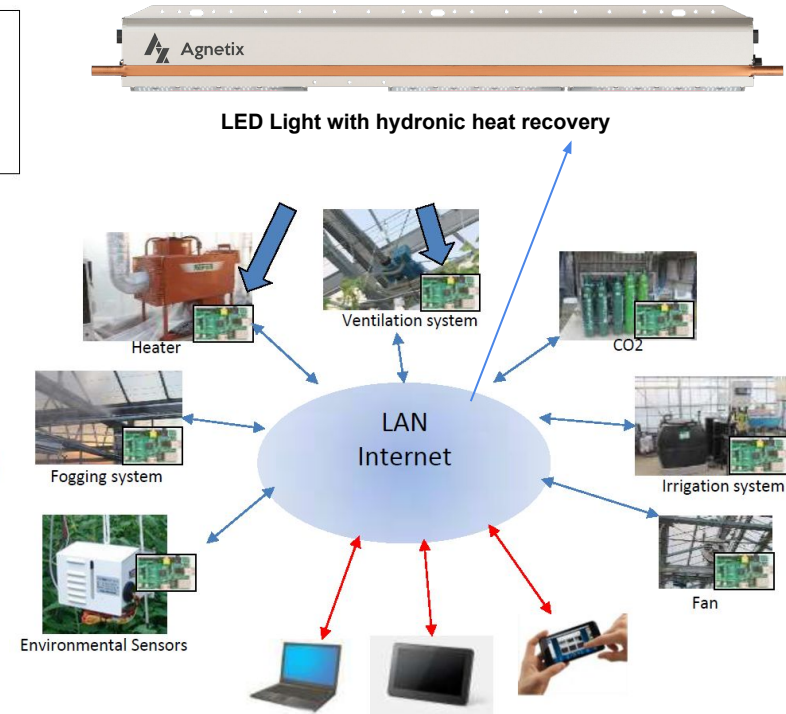 Agnetix
LED Light with hydronic heat recovery
Heater
Ventilation system
CO2
LAN
Internet
Fogging system
Irrigation system
Environmental Sensors
Fan